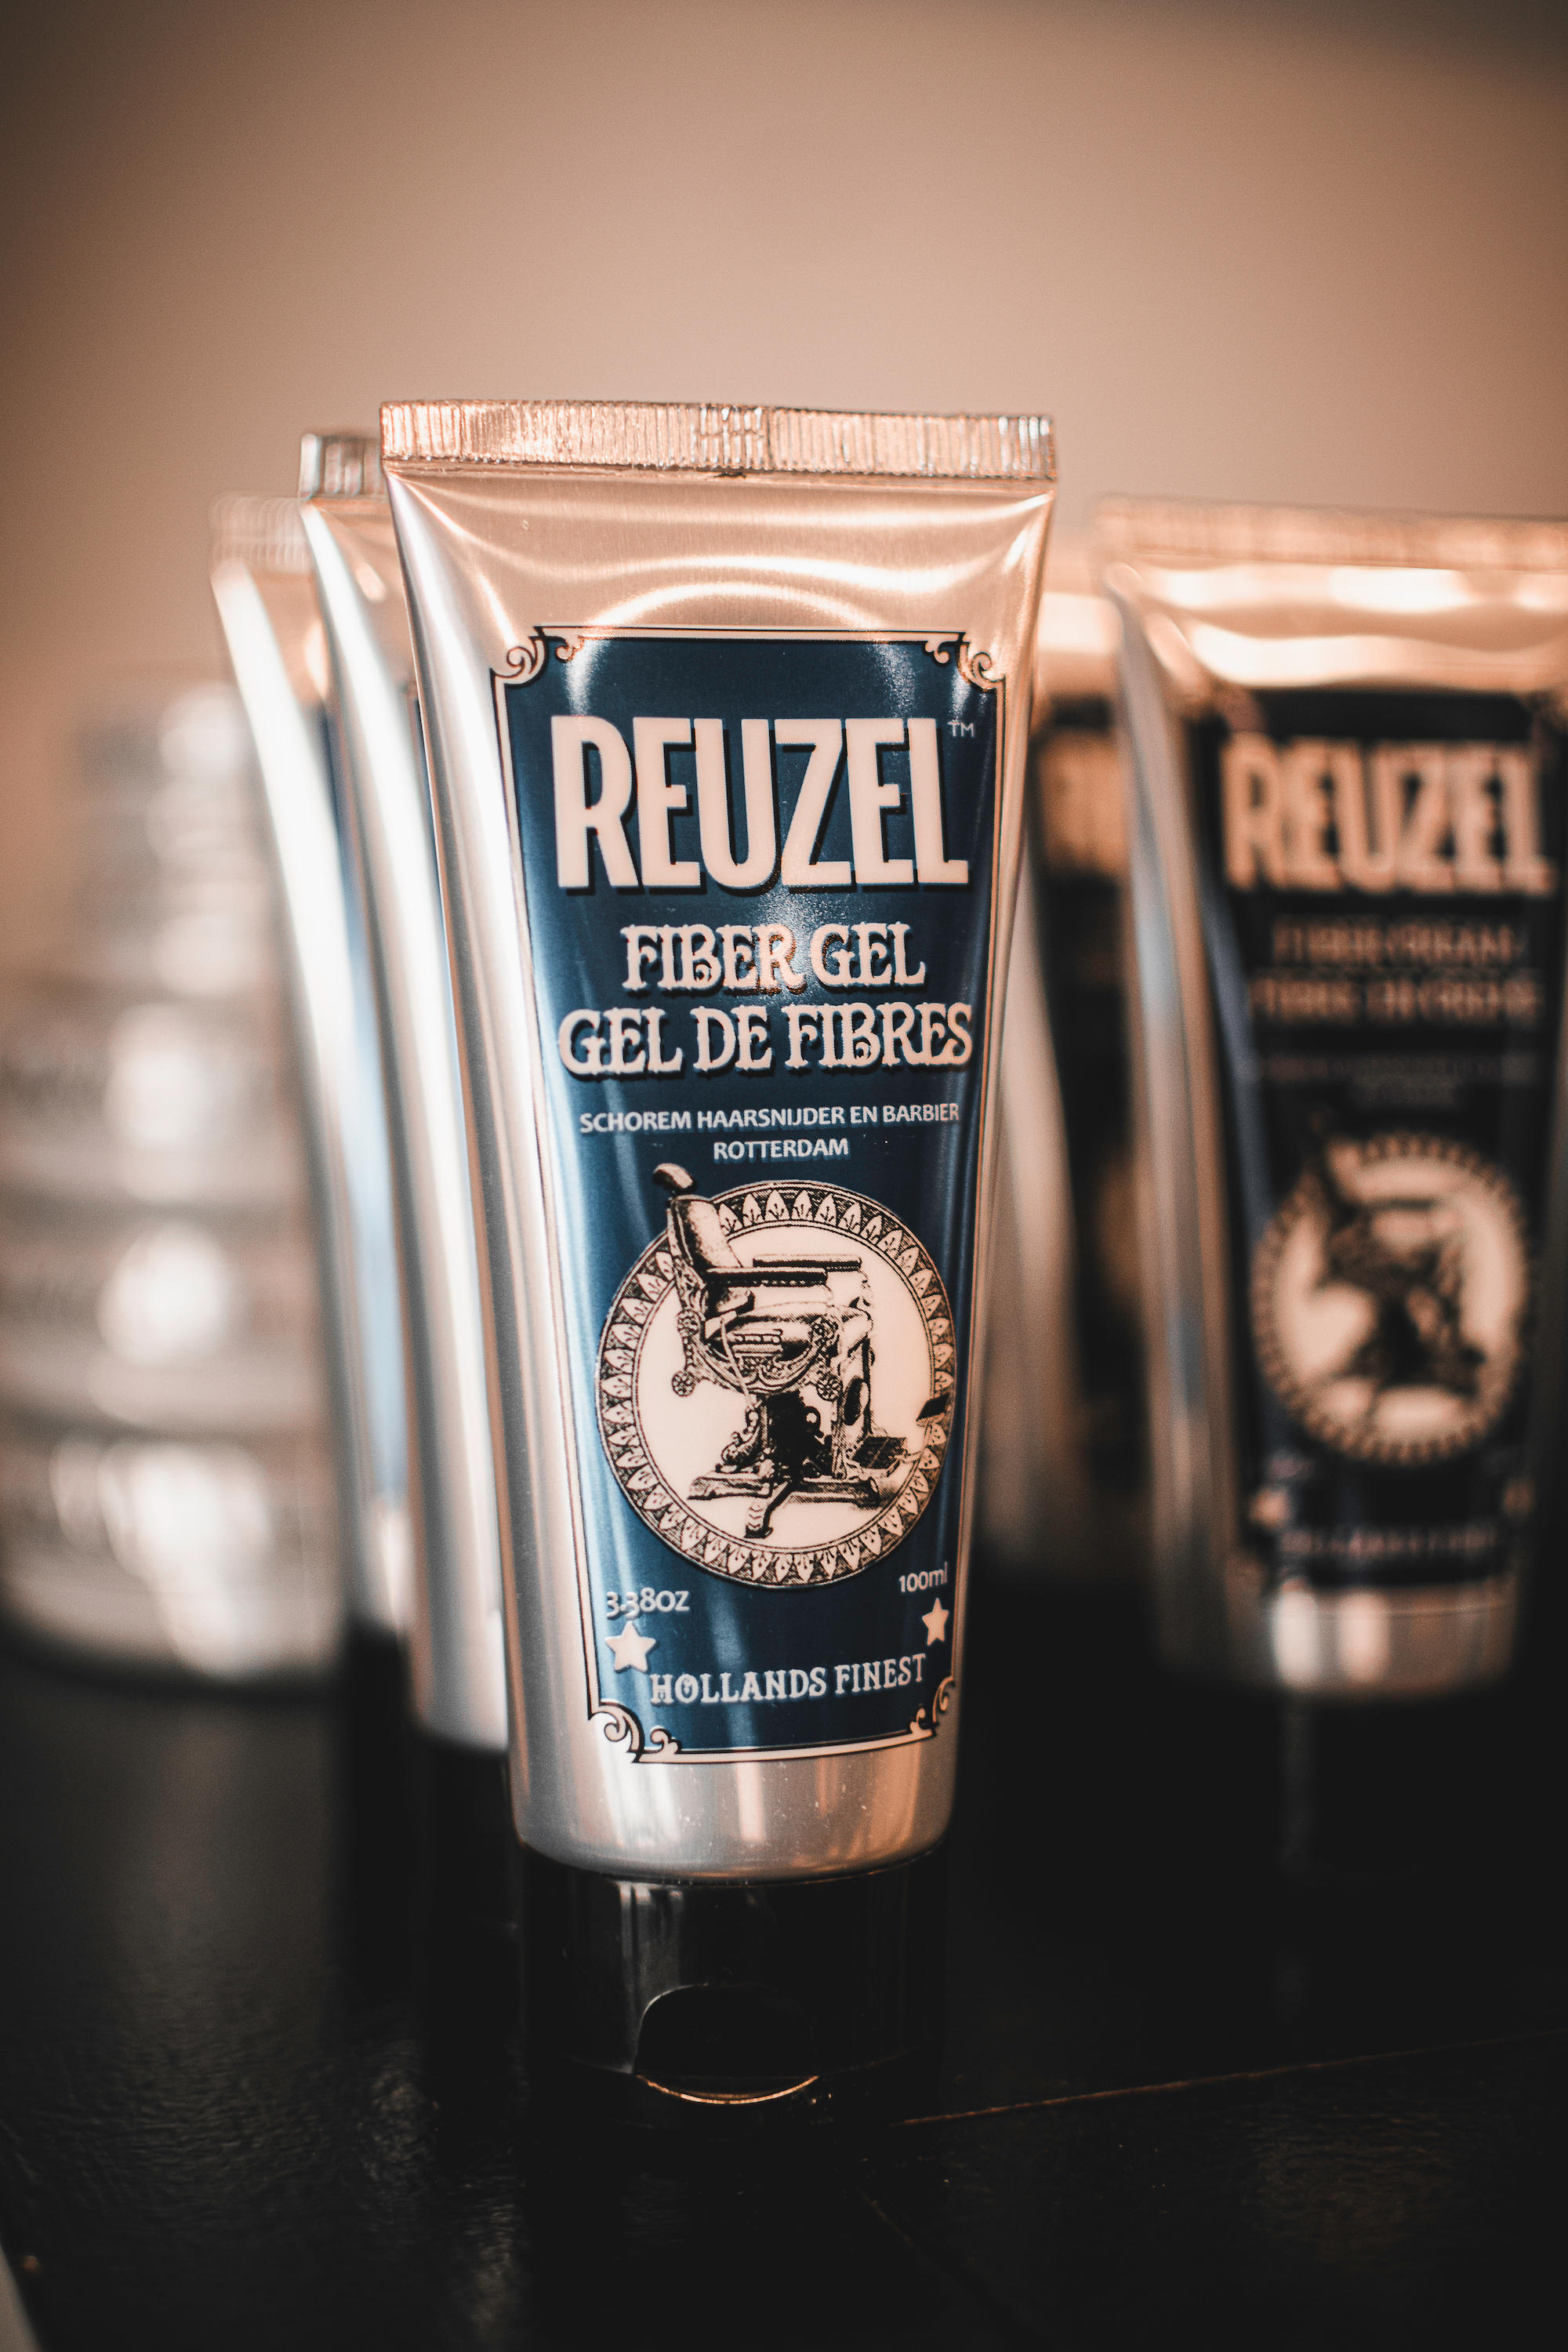 REUZEL™
FIBER GEL
GEL DE FIBRES
SCHOREM HAARSNIJDER EN BARBIER
ROTTERDAM
3.38OZ
100ml
HOLLANDS FINEST
REUZEL